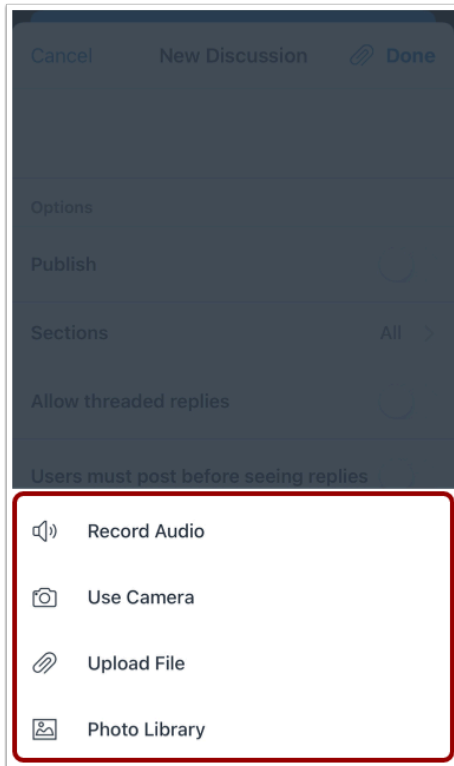 Cancel New Discussion Done
Options
Publish
Sections All
Allow threaded replies
Users must post before seeing replies
Record Audio
Use Camera
Upload File
Photo Library